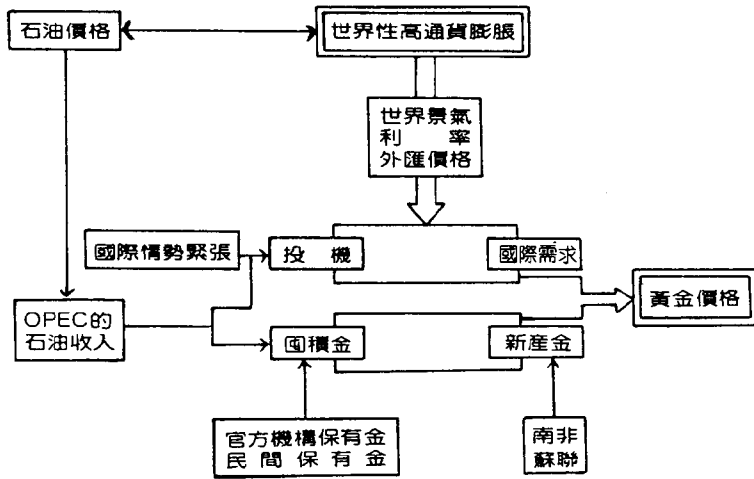 石油價格
世界性高通貨膨脹
世界景氣
利率
外匯價格
國際情勢緊張
投機
國際需求
黃金價格
OPEC的
石油收入
囤積金
新產金
官方機構保有金
民間保有金
南非
蘇聯